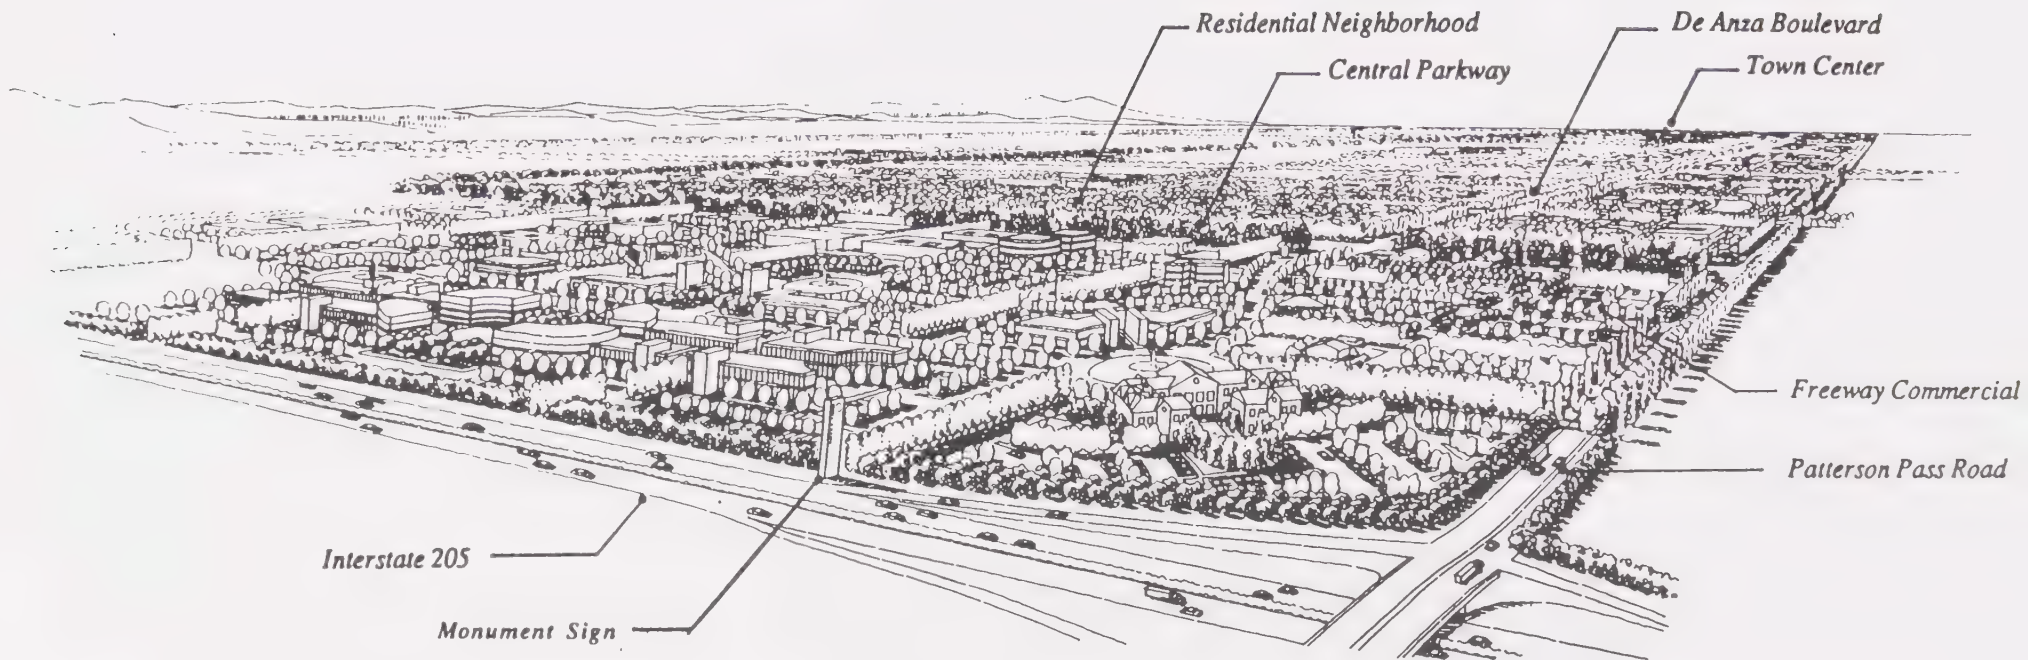 Residential Neighborhood
De Anza Boulevard
Central Parkway
Town Center
Freeway Commercial
Patterson Pass Road
Interstate 205
Monument Sign